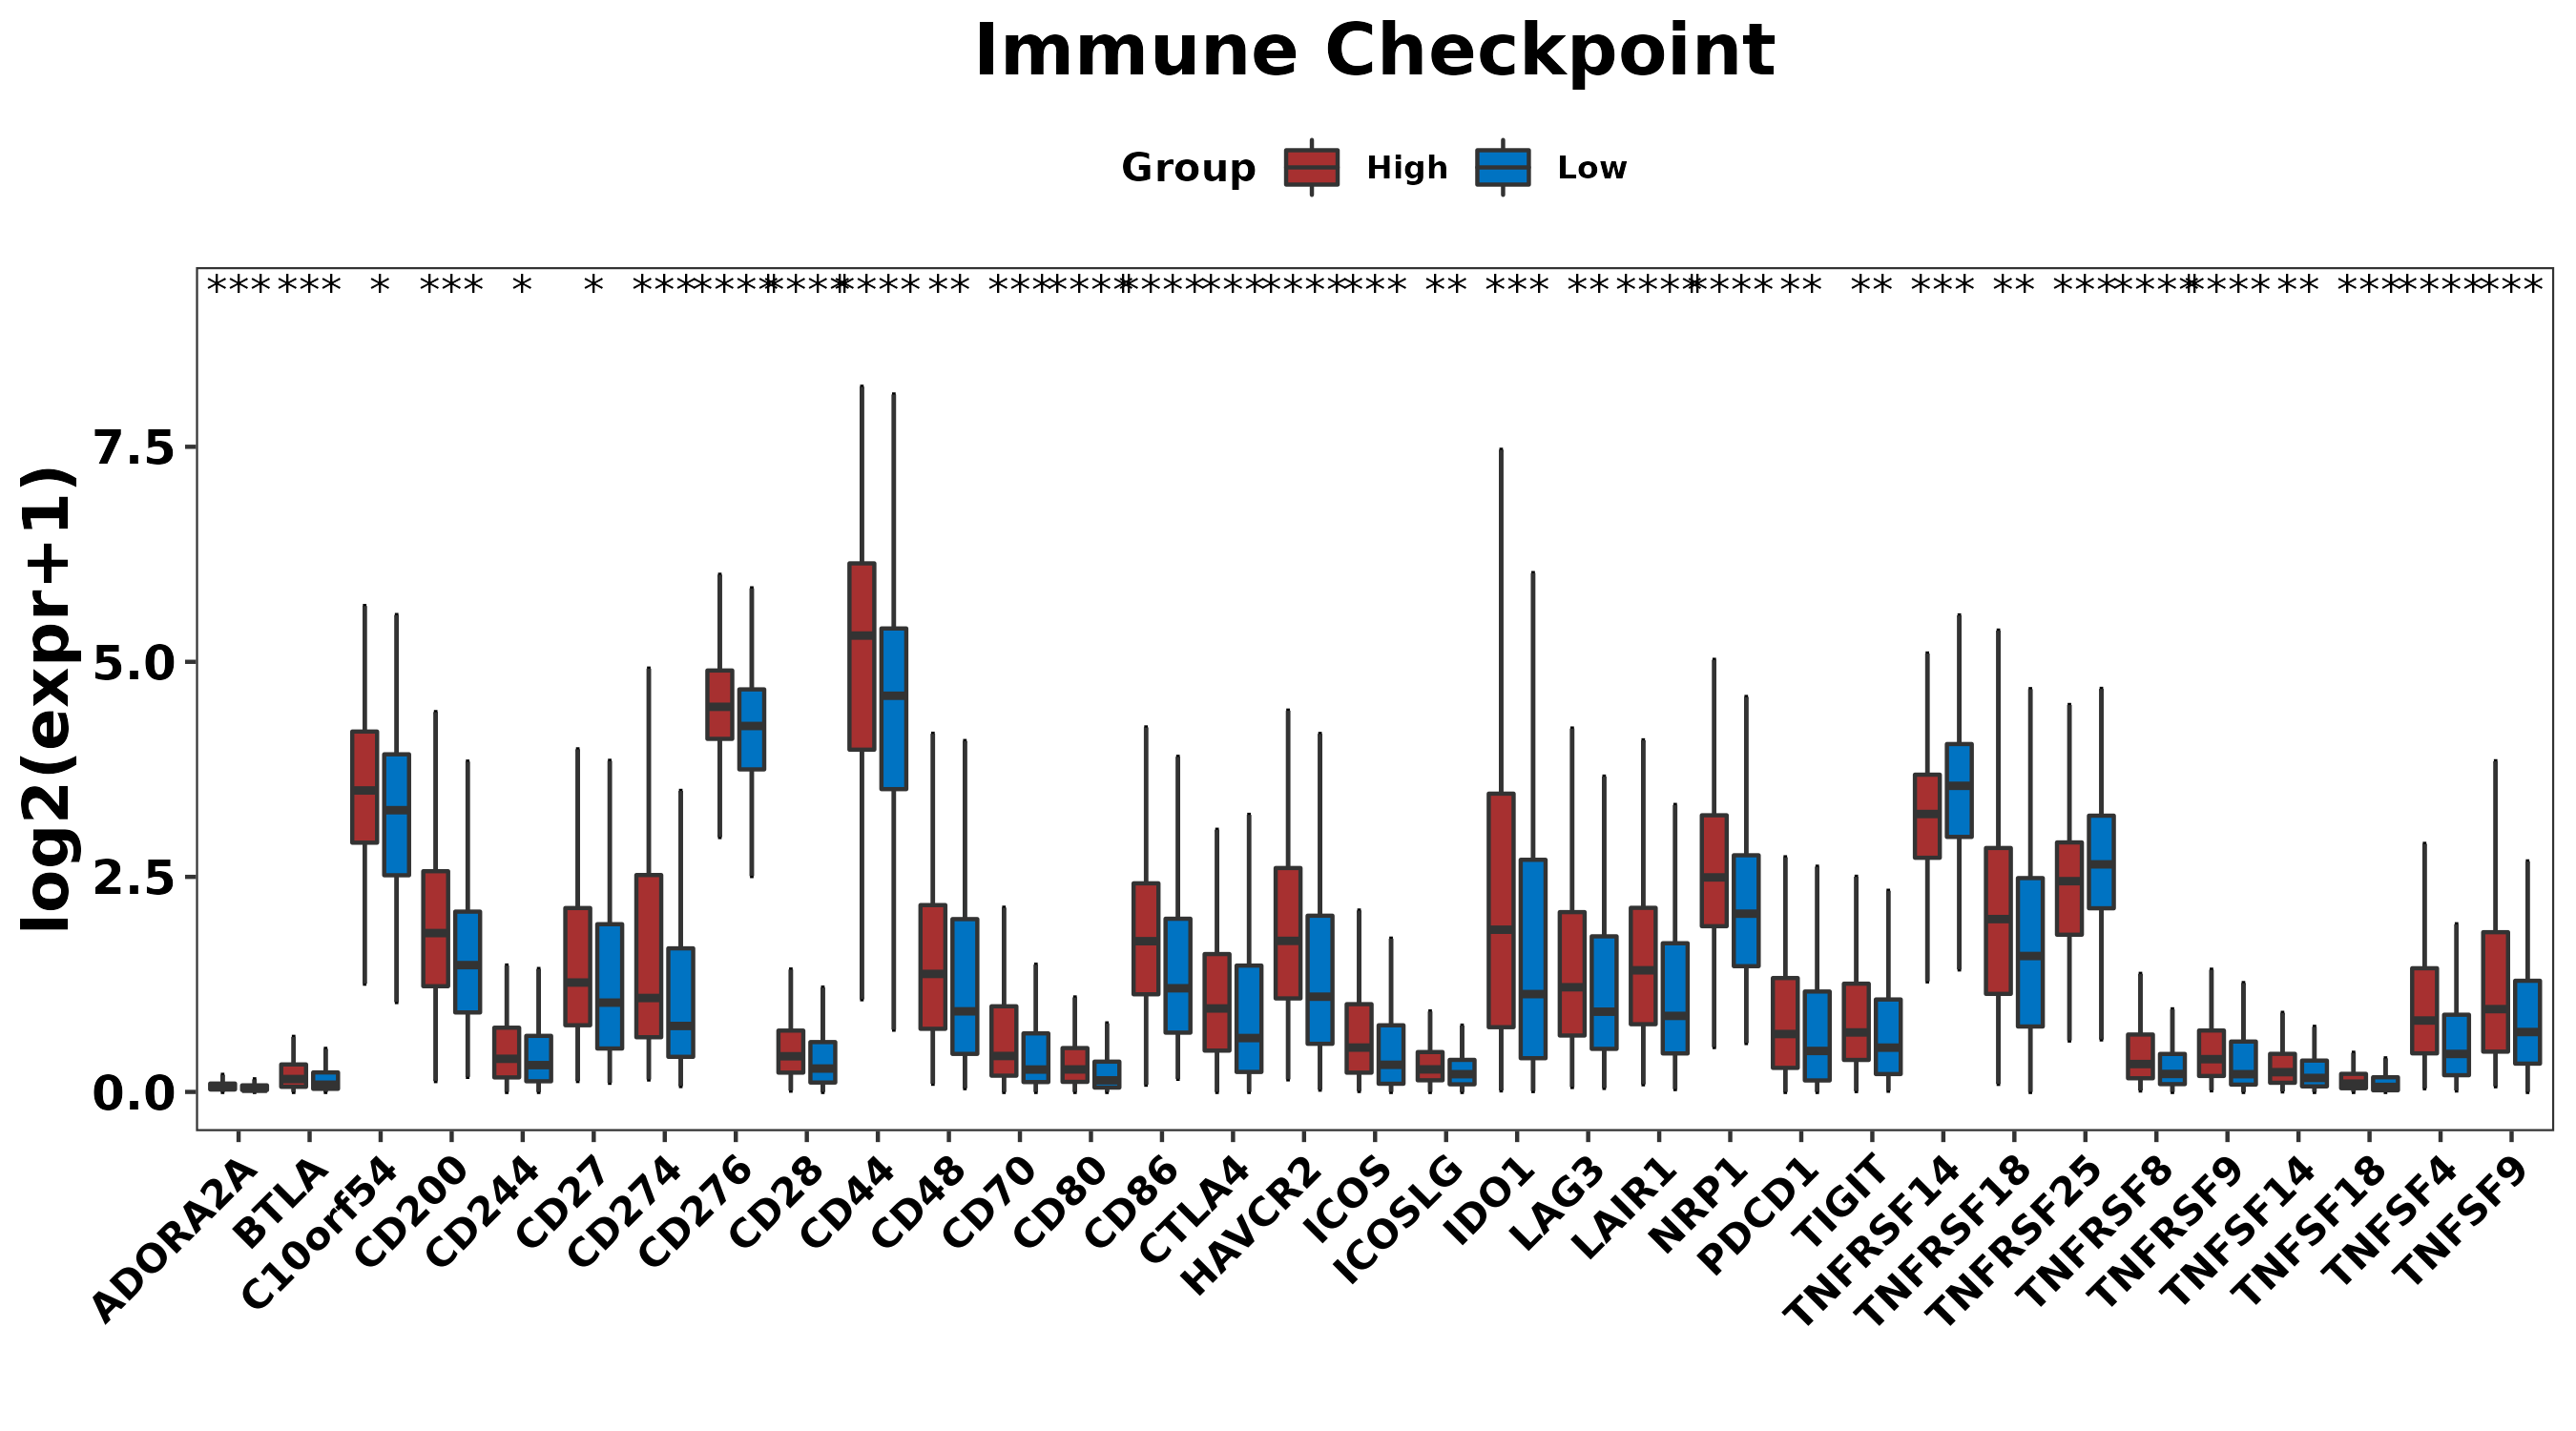 Immune Checkpoint
Group High Low
*** *** * *** * * *** **** **** **** ** *** **** **** *** **** *** ** *** ** **** **** ** ** *** ** *** **** **** ** *** **** ***
log2(expr+1)
7.5
5.0
2.5
0.0
ADORA2A
BTLA
C10orf54
CD200
CD244
CD27
CD274
CD276
CD28
CD44
CD48
CD70
CD80
CD86
CTLA4
HAVCR2
ICOS
ICOSLG
IDO1
LAG3
LAIR1
NRP1
PDCD1
TIGIT
TNFRSF14
TNFRSF18
TNFRSF25
TNFRSF8
TNFRSF9
TNFSF14
TNFSF18
TNFSF4
TNFSF9